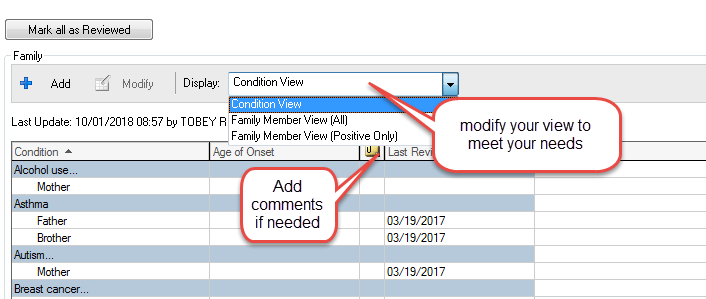 Mark all as Reviewed
Family
Add Modify Display: Condition View
Condition View
Family Member View (All)
Family Member View (Positive Only)
modify your view to
meet your needs
Last Update: 10/01/2018 08:57 by TOBEY R
Condition Age of Onset Last Revi
Add
comments
if needed
Alcohol use...
Mother
Asthma
Father 03/19/2017
Brother 03/19/2017
Autism...
Mother 03/19/2017
Breast cancer...